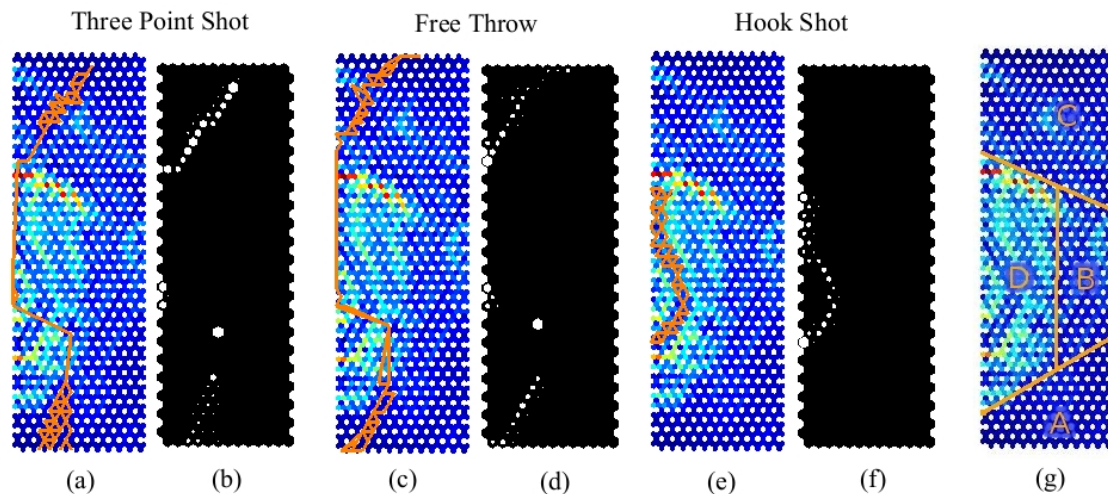 Three Point Shot Free Throw Hook Shot
C
D B
A
(a) (b) (c) (d) (e) (f) (g)